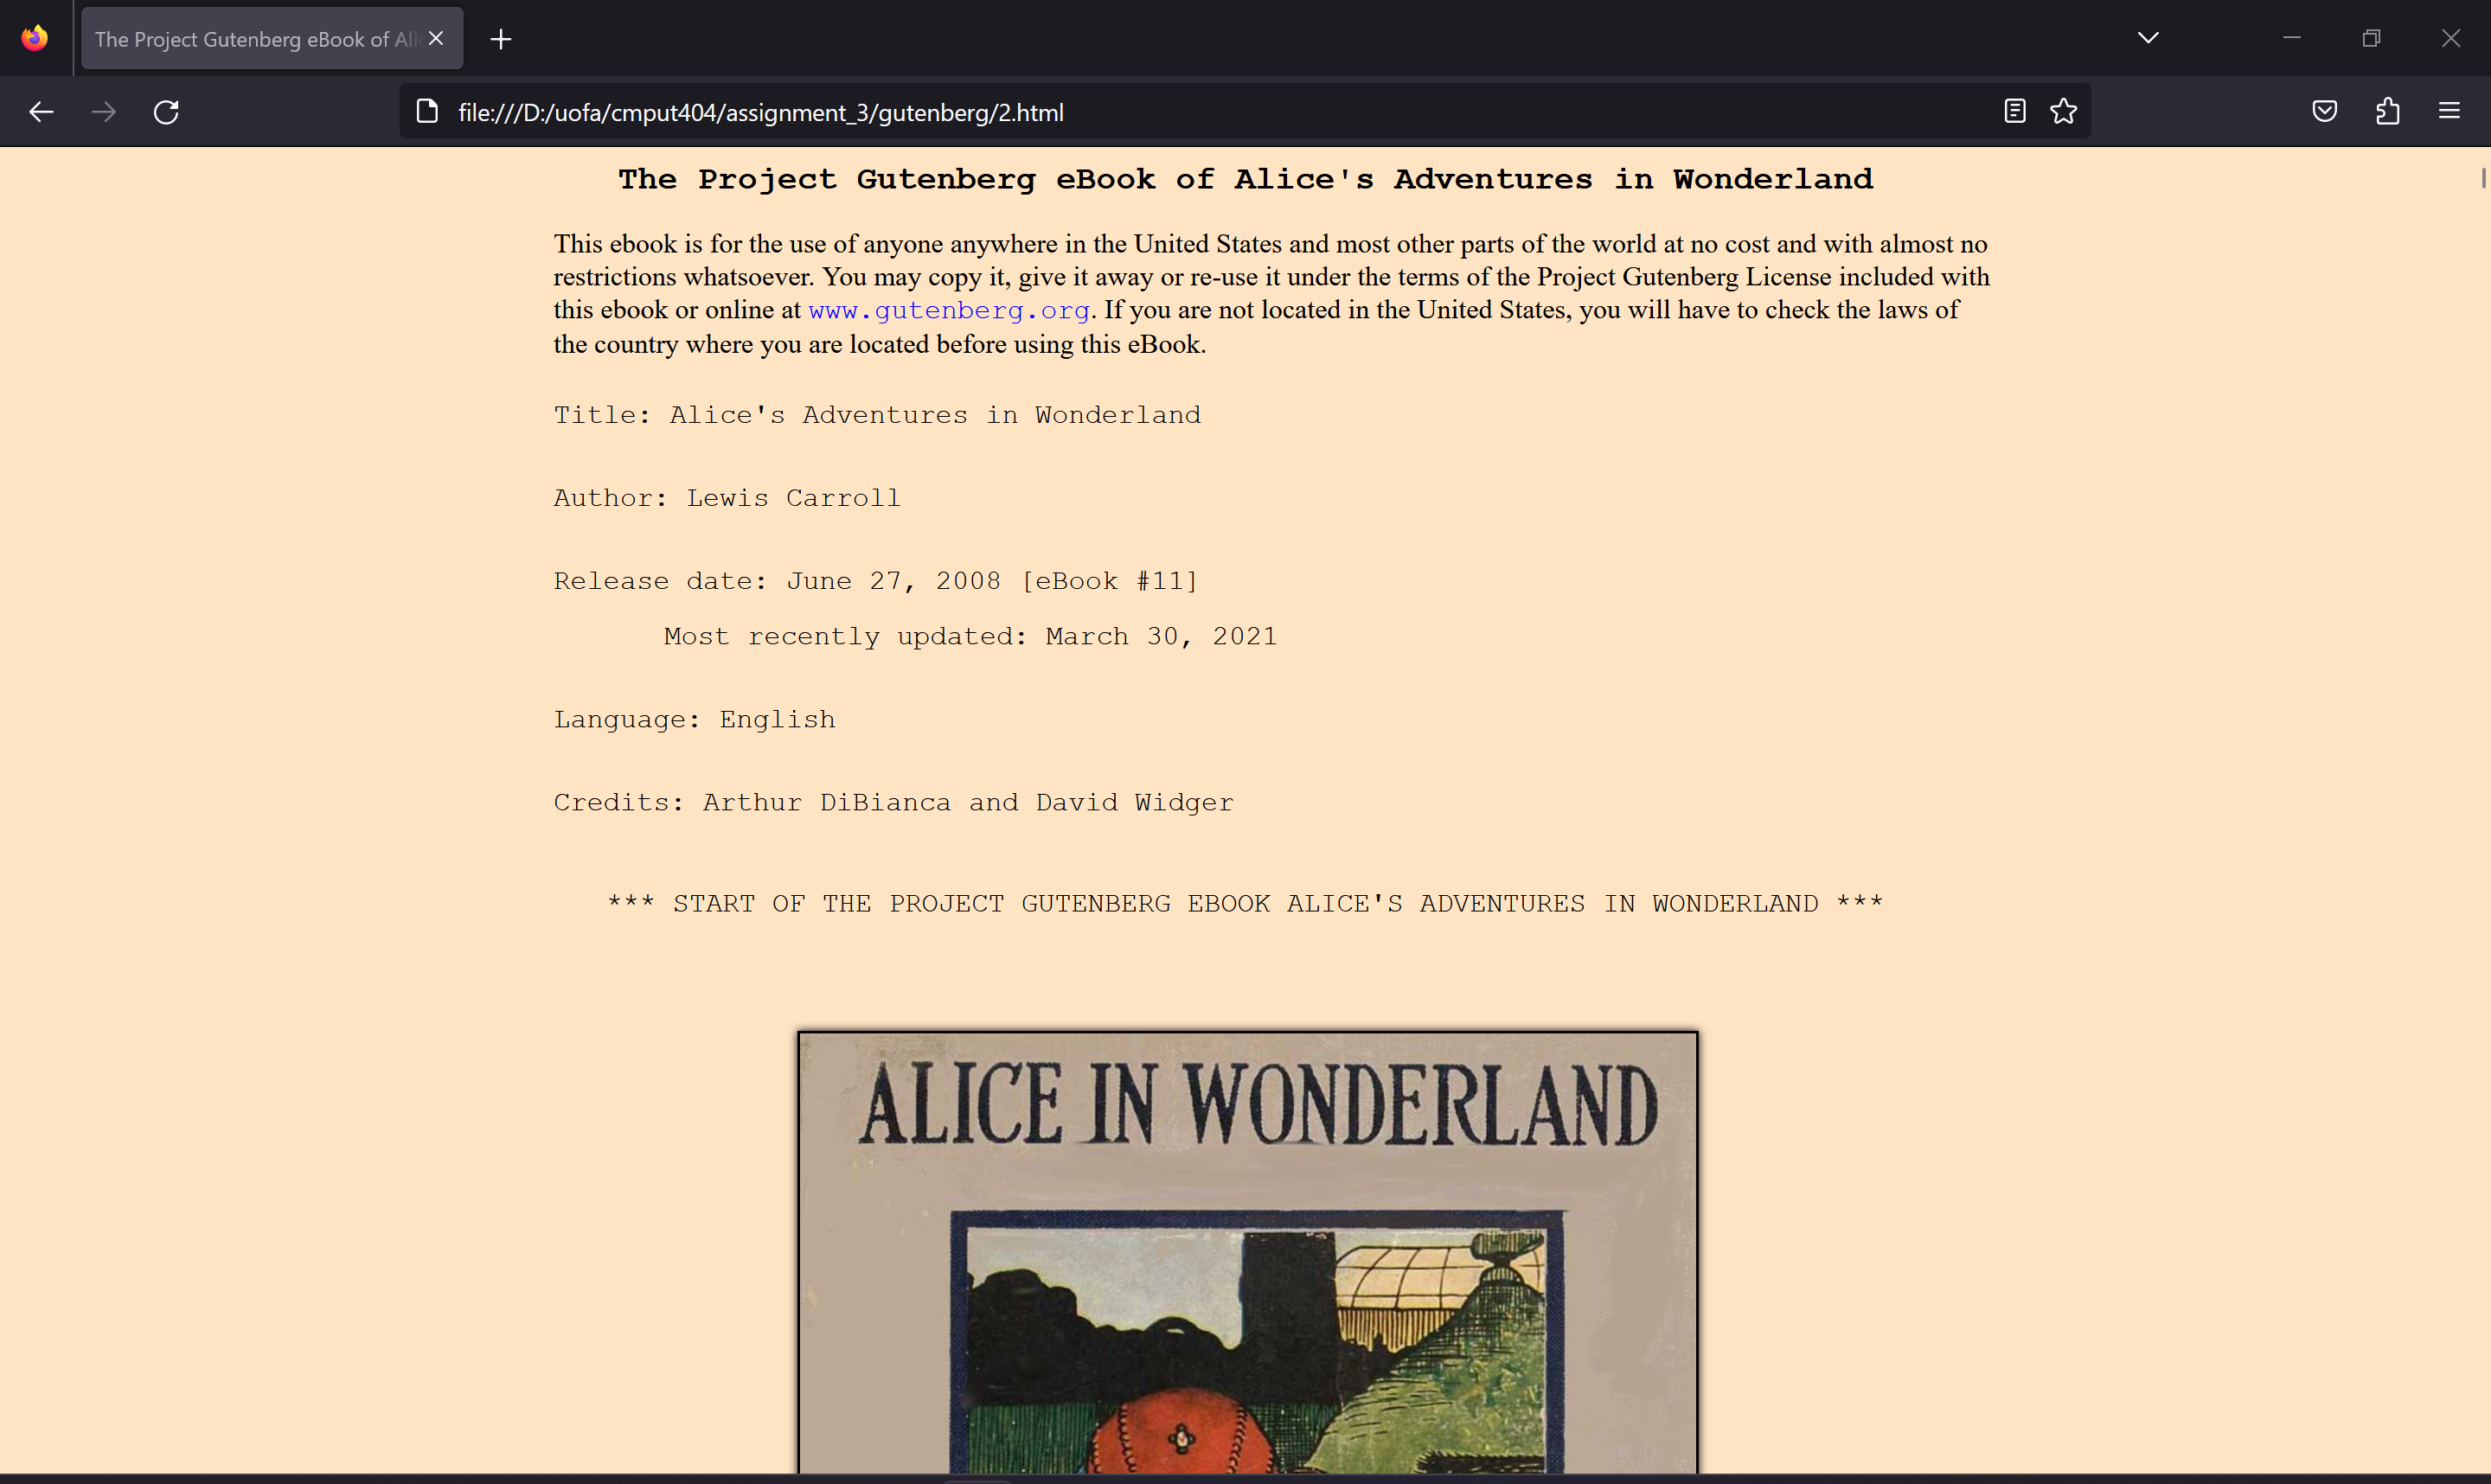 The Project Gutenberg eBook of Ali
file:///D:/uofa/cmput404/assignment_3/gutenberg/2.html
The Project Gutenberg eBook of Alice's Adventures in Wonderland
This ebook is for the use of anyone anywhere in the United States and most other parts of the world at no cost and with almost no
restrictions whatsoever. You may copy it, give it away or re-use it under the terms of the Project Gutenberg License included with
this ebook or online at www.gutenberg.org. If you are not located in the United States, you will have to check the laws of
the country where you are located before using this eBook.
Title: Alice's Adventures in Wonderland
Author: Lewis Carroll
Release date: June 27, 2008 [eBook #11]
Most recently updated: March 30, 2021
Language: English
Credits: Arthur DiBianca and David Widger
*** START OF THE PROJECT GUTENBERG EBOOK ALICE'S ADVENTURES IN WONDERLAND ***
ALICE IN WONDERLAND